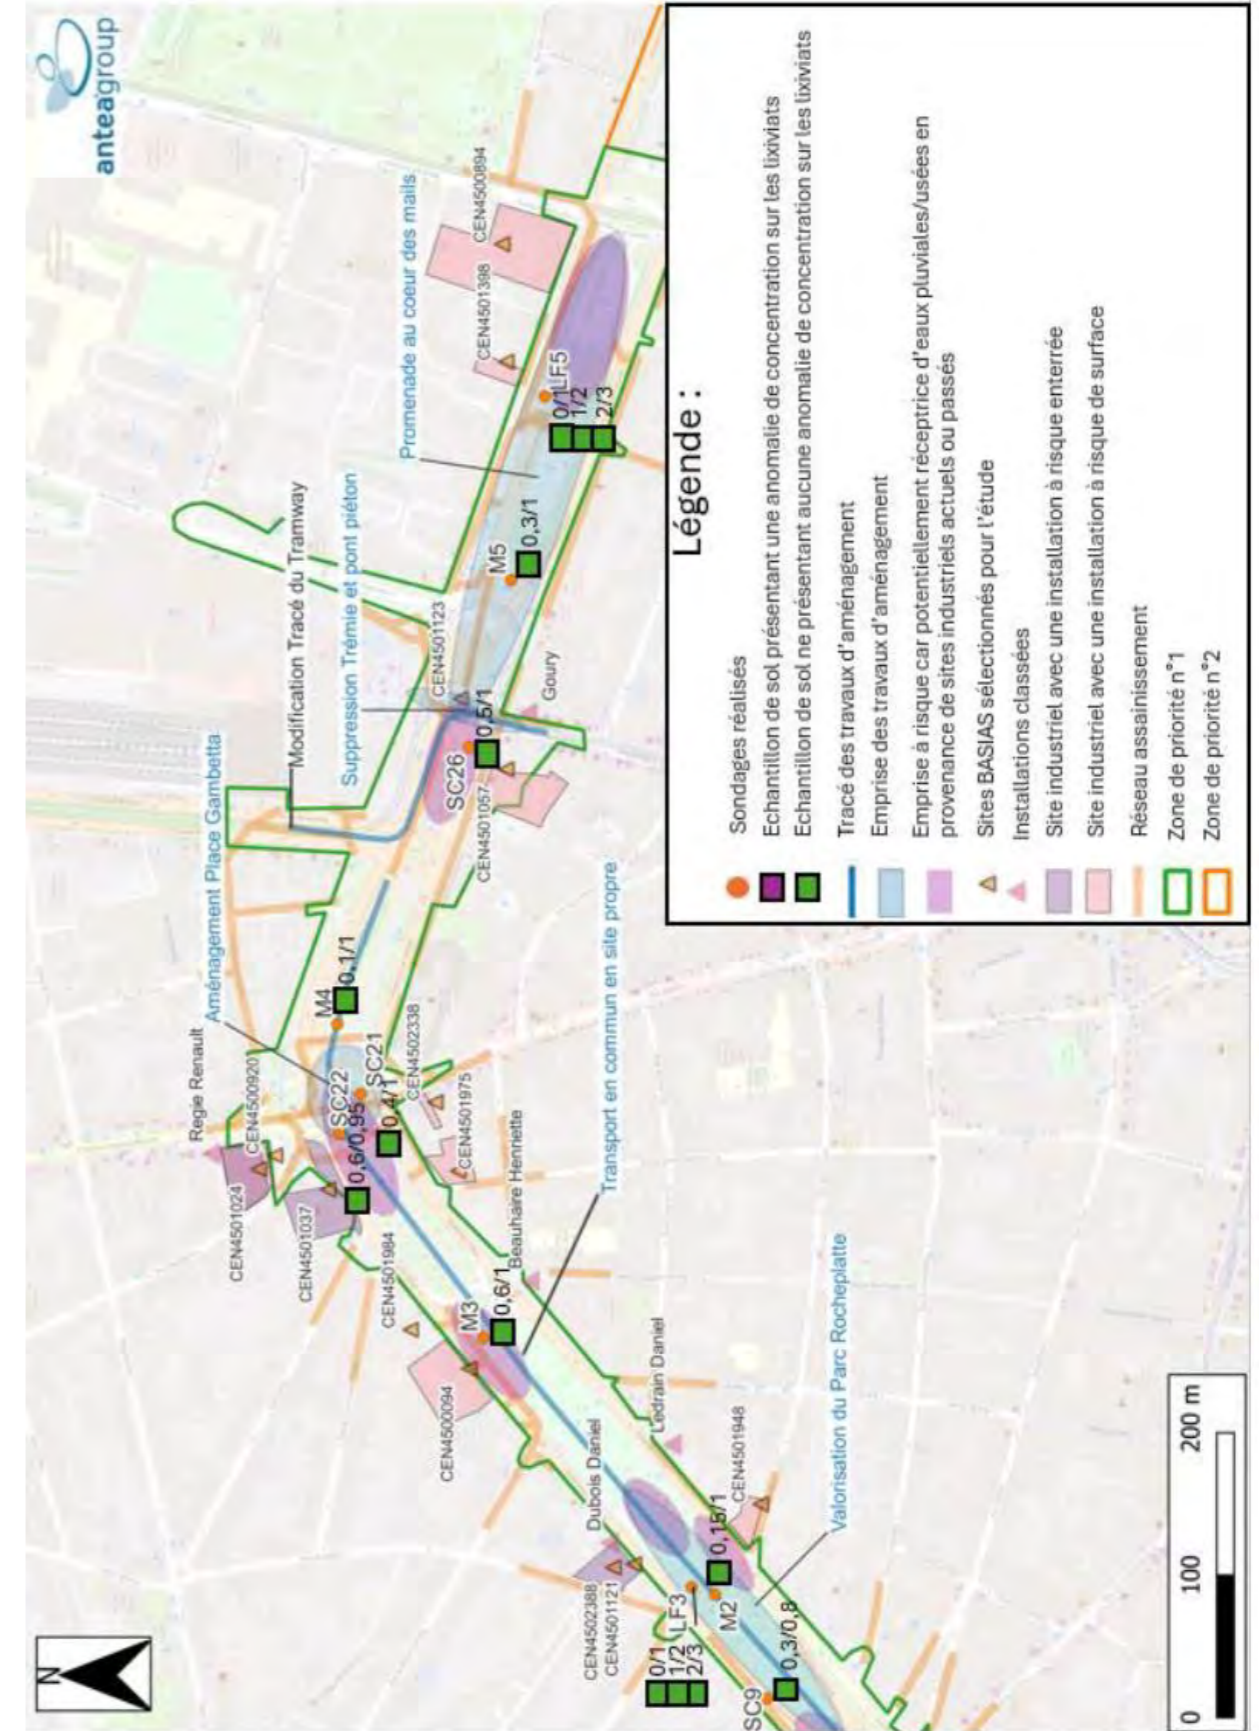 anteagroup
N
Promenade au coeur des mails
CEN4500894
CEN4501398
LF5
0/1
1/2
2/3
Modification Tracé du Tramway
Suppression Trémie et pont piéton
M5
0,3/1
CEN4501123
Goury
0,5/1
SC26
CEN4501057
Aménagement Place Gambetta
M4
0,1/1
Regie Renault
CEN4500920
SC22
SC21
CEN4502338
0,6/0,95
0,4/1
CEN4501975
CEN4501024
CEN4501037
CEN4501984
Transport en commun en site propre
Beauhaire Henriette
M3
0,6/1
CEN4500094
Ledrain Daniel
Dubois Daniel
CEN4501948
Valorisation du Parc Rocheplatte
0,15/1
CEN4502388
CEN4501121
LF3
M2
0/1
1/2
2/3
0,3/0,8
SC9
Légende :
Sondages réalisés
Echantillon de sol présentant une anomalie de concentration sur les lixiviats
Echantillon de sol ne présentant aucune anomalie de concentration sur les lixiviats
Tracé des travaux d'aménagement
Emprise des travaux d'aménagement
Emprise à risque car potentiellement réceptrice d'eaux pluviales/usées en
provenance de sites industriels actuels ou passés
Sites BASIAS sélectionnés pour l'étude
Installations classées
Site industriel avec une installation à risque enterrée
Site industriel avec une installation à risque de surface
Réseau assainissement
Zone de priorité n°1
Zone de priorité n°2
0 100 200 m